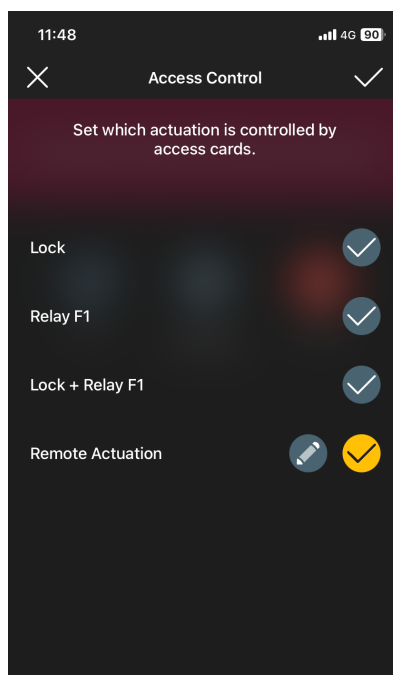 11:48
4G 90
Access Control
Set which actuation is controlled by
access cards.
Lock
Relay F1
Lock + Relay F1
Remote Actuation